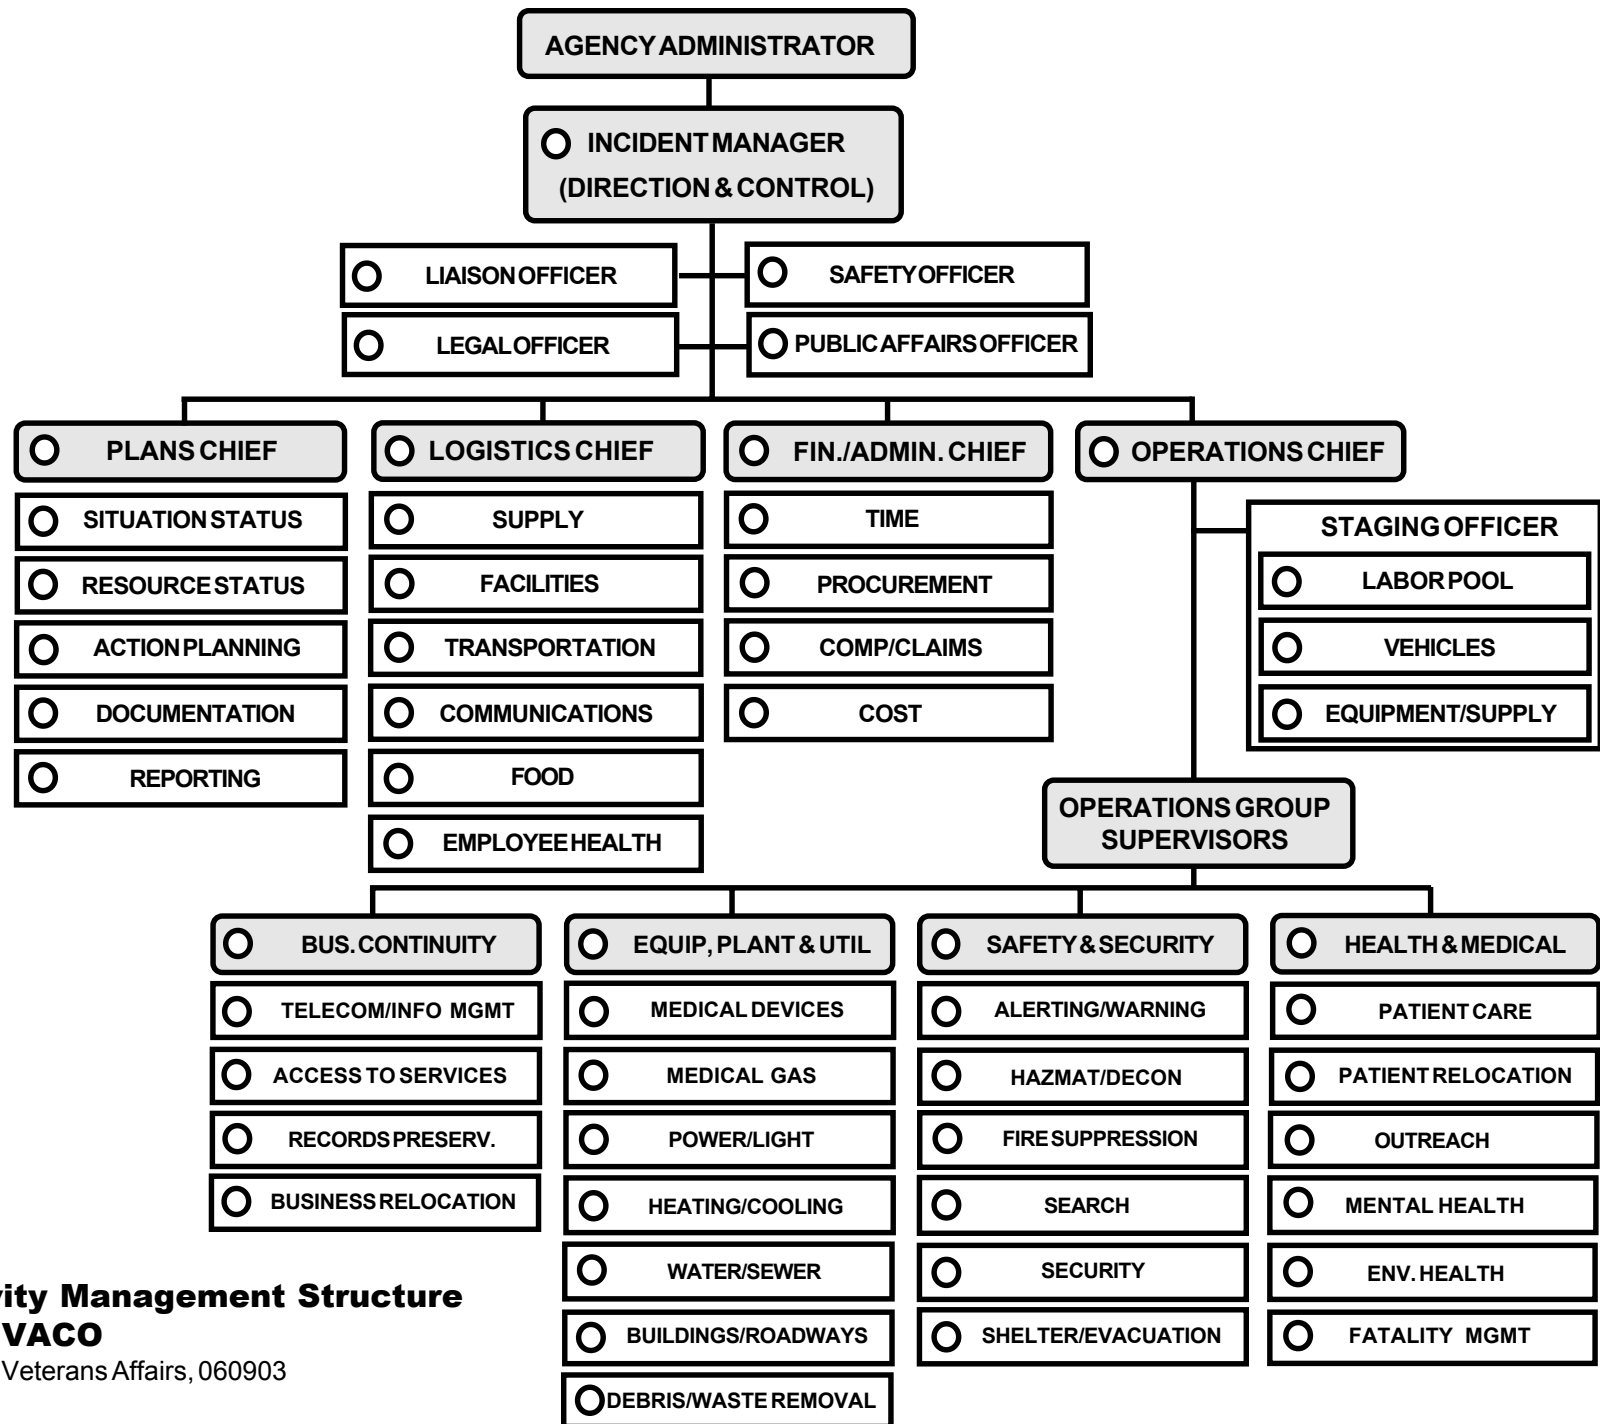 AGENCY ADMINISTRATOR
INCIDENT MANAGER
(DIRECTION & CONTROL)
LIAISON OFFICER
SAFETY OFFICER
LEGAL OFFICER
PUBLIC AFFAIRS OFFICER
PLANS CHIEF
SITUATION STATUS
RESOURCE STATUS
ACTION PLANNING
DOCUMENTATION
REPORTING
LOGISTICS CHIEF
SUPPLY
FACILITIES
TRANSPORTATION
COMMUNICATIONS
FOOD
EMPLOYEE HEALTH
FIN./ADMIN. CHIEF
TIME
PROCUREMENT
COMP/CLAIMS
COST
OPERATIONS CHIEF
STAGING OFFICER
LABOR POOL
VEHICLES
EQUIPMENT/SUPPLY
OPERATIONS GROUP
SUPERVISORS
BUS. CONTINUITY
TELECOM/INFO MGMT
ACCESS TO SERVICES
RECORDS PRESERV.
BUSINESS RELOCATION
EQUIP, PLANT & UTIL
MEDICAL DEVICES
MEDICAL GAS
POWER/LIGHT
HEATING/COOLING
WATER/SEWER
BUILDINGS/ROADWAYS
DEBRIS/WASTE REMOVAL
SAFETY & SECURITY
ALERTING/WARNING
HAZMAT/DECON
FIRE SUPPRESSION
SEARCH
SECURITY
SHELTER/EVACUATION
HEALTH & MEDICAL
PATIENT CARE
PATIENT RELOCATION
OUTREACH
MENTAL HEALTH
ENV. HEALTH
FATALITY MGMT
Management Structure
VACO
Veterans Affairs, 060903